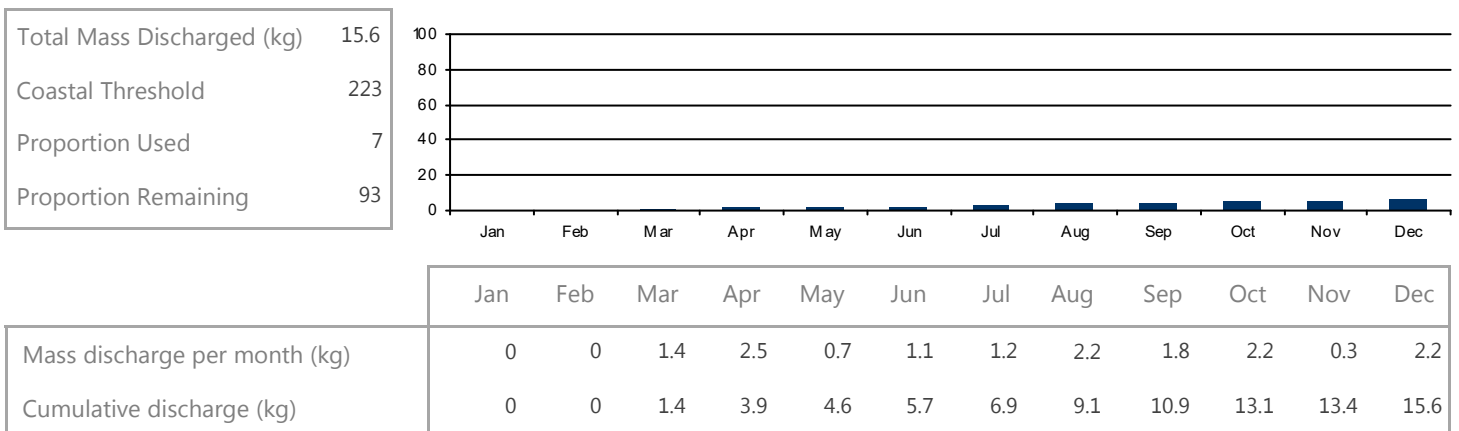 Total Mass Discharged (kg) 15.6
Coastal Threshold 223
Proportion Used 7
Proportion Remaining 93
100
80
60
40
20
0
Jan Feb Mar Apr May Jun Jul Aug Sep Oct Nov Dec
Jan Feb Mar Apr May Jun Jul Aug Sep Oct Nov Dec
Mass discharge per month (kg) 0 0 1.4 2.5 0.7 1.1 1.2 2.2 1.8 2.2 0.3 2.2
Cumulative discharge (kg) 0 0 1.4 3.9 4.6 5.7 6.9 9.1 10.9 13.1 13.4 15.6